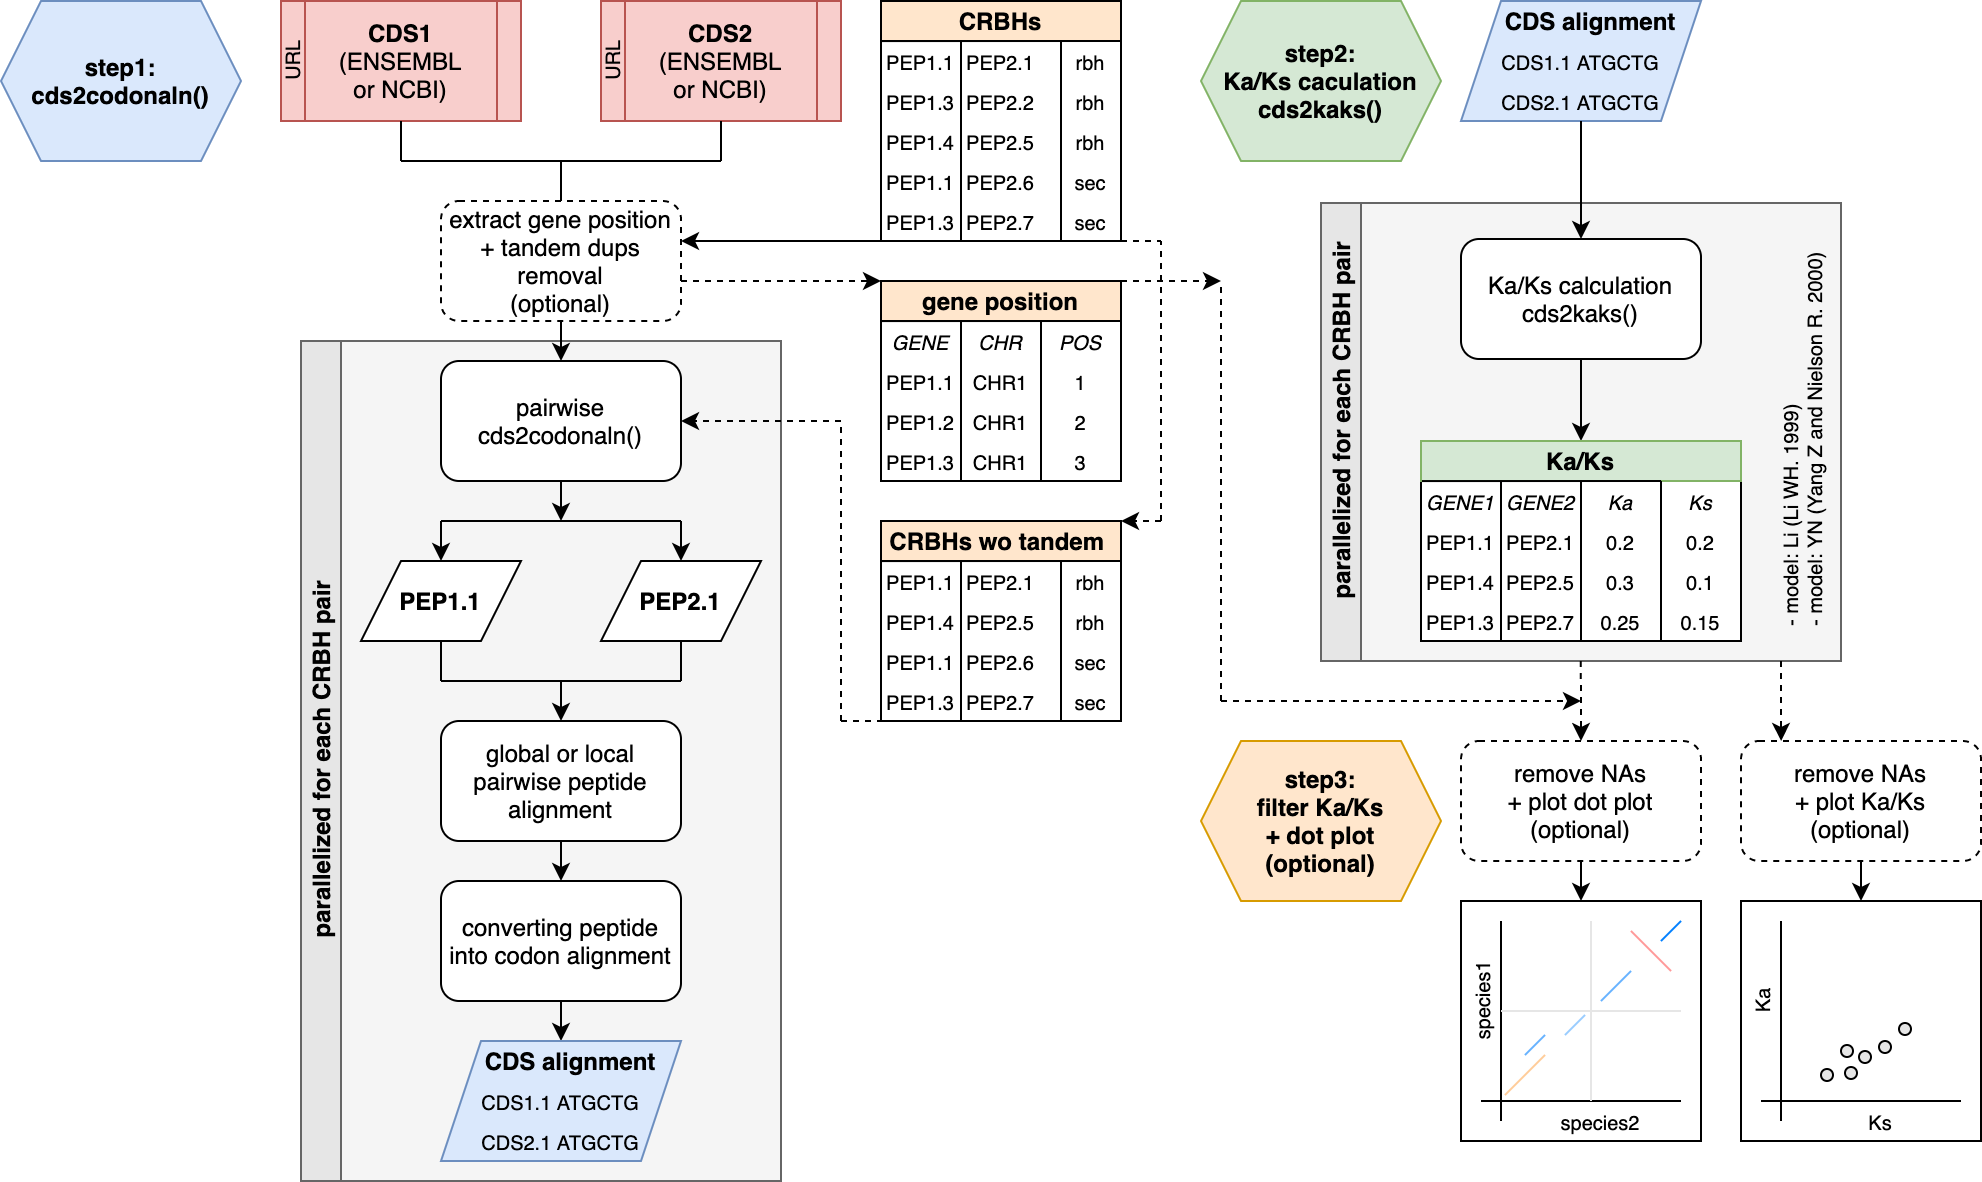 step1:
cds2codonaln()
URL
CDS1
(ENSEMBL
or NCBI)
URL
CDS2
(ENSEMBL
or NCBI)
extract gene position
+ tandem dups
removal
(optional)
parallelized for each CRBH pair
pairwise
cds2codonaln()
PEP1.1
PEP2.1
global or local
pairwise peptide
alignment
converting peptide
into codon alignment
CDS alignment
CDS1.1 ATGCTG
CDS2.1 ATGCTG
CRBHs
PEP1.1 PEP2.1 rbh
PEP1.3 PEP2.2 rbh
PEP1.4 PEP2.5 rbh
PEP1.1 PEP2.6 sec
PEP1.3 PEP2.7 sec
gene position
GENE CHR POS
PEP1.1 CHR1 1
PEP1.2 CHR1 2
PEP1.3 CHR1 3
CRBHs wo tandem
PEP1.1 PEP2.1 rbh
PEP1.4 PEP2.5 rbh
PEP1.1 PEP2.6 sec
PEP1.3 PEP2.7 sec
step2:
Ka/Ks caculation
cds2kaks()
CDS alignment
CDS1.1 ATGCTG
CDS2.1 ATGCTG
parallelized for each CRBH pair
Ka/Ks calculation
cds2kaks()
Ka/Ks
GENE1 GENE2 Ka Ks
PEP1.1 PEP2.1 0.2 0.2
PEP1.4 PEP2.5 0.3 0.1
PEP1.3 PEP2.7 0.25 0.15
- model: Li (Li WH. 1999)
- model: YN (Yang Z and Nielson R. 2000)
step3:
filter Ka/Ks
+ dot plot
(optional)
remove NAs
+ plot dot plot
(optional)
remove NAs
+ plot Ka/Ks
(optional)
species1
species2
Ka
Ks